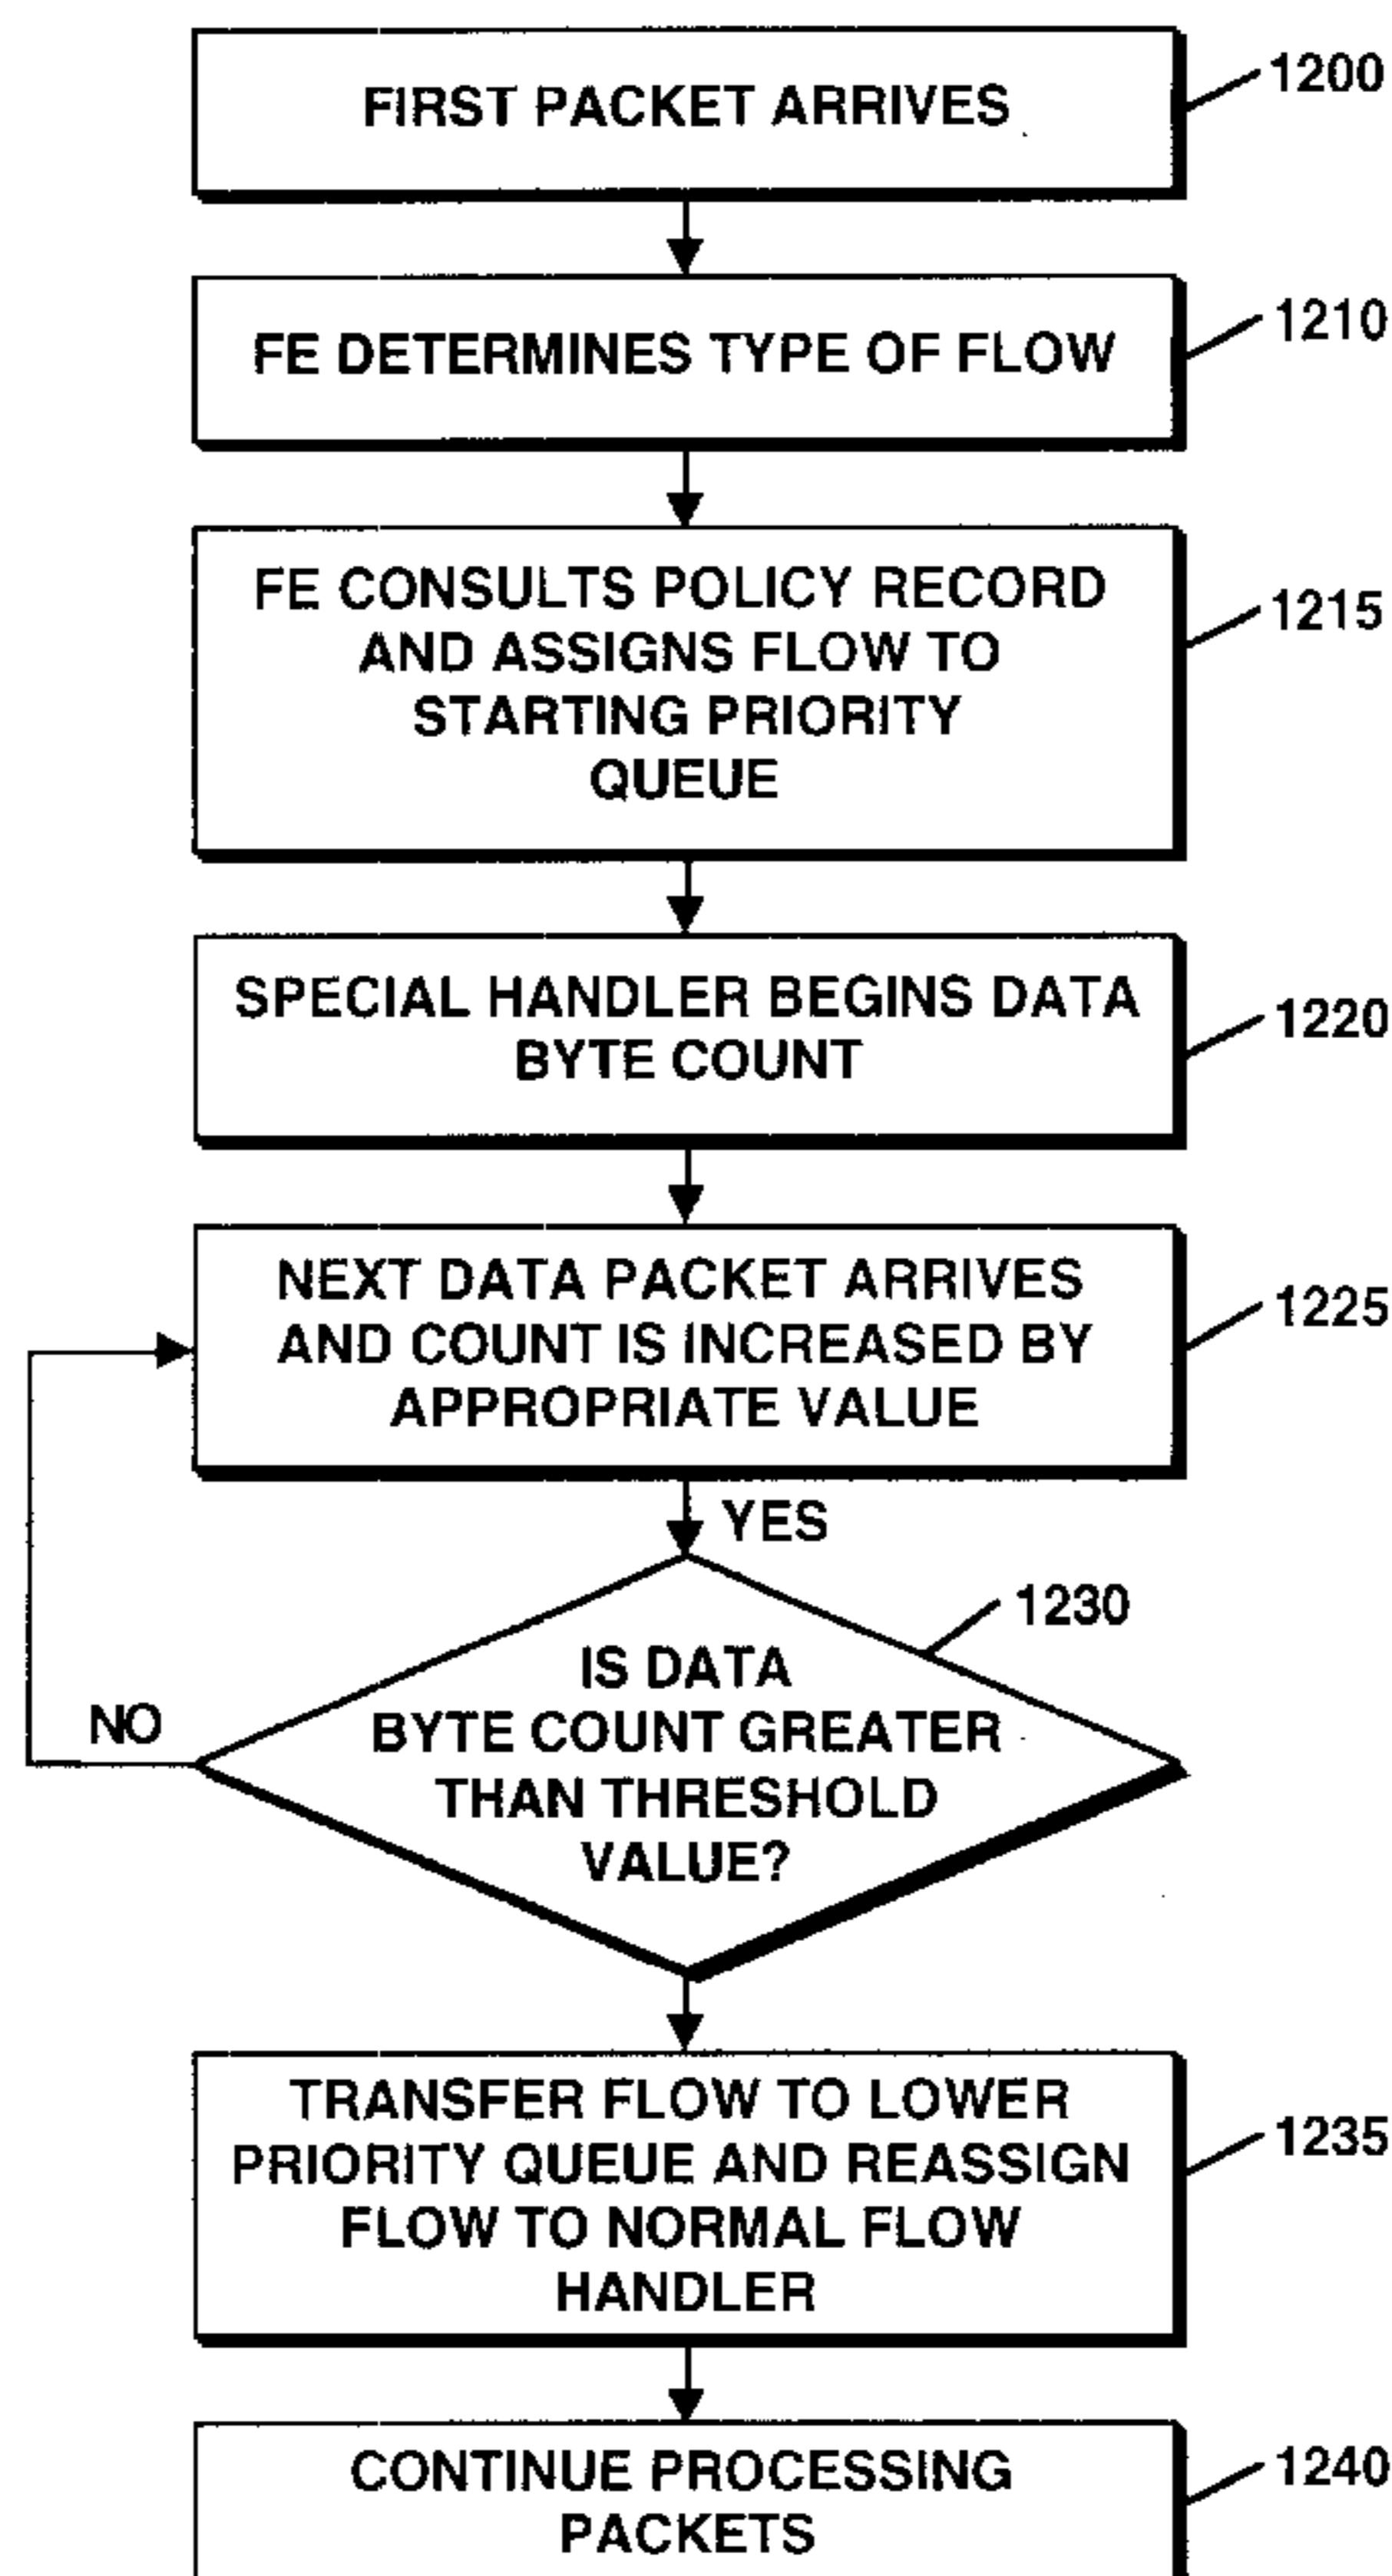 FIRST PACKET ARRIVES
1200
FE DETERMINES TYPE OF FLOW
1210
FE CONSULTS POLICY RECORD
AND ASSIGNS FLOW TO
STARTING PRIORITY
QUEUE
1215
SPECIAL HANDLER BEGINS DATA
BYTE COUNT
1220
NEXT DATA PACKET ARRIVES
AND COUNT IS INCREASED BY
APPROPRIATE VALUE
1225
YES
1230
IS DATA
BYTE COUNT GREATER
THAN THRESHOLD
VALUE?
NO
TRANSFER FLOW TO LOWER
PRIORITY QUEUE AND REASSIGN
FLOW TO NORMAL FLOW
HANDLER
1235
CONTINUE PROCESSING
PACKETS
1240